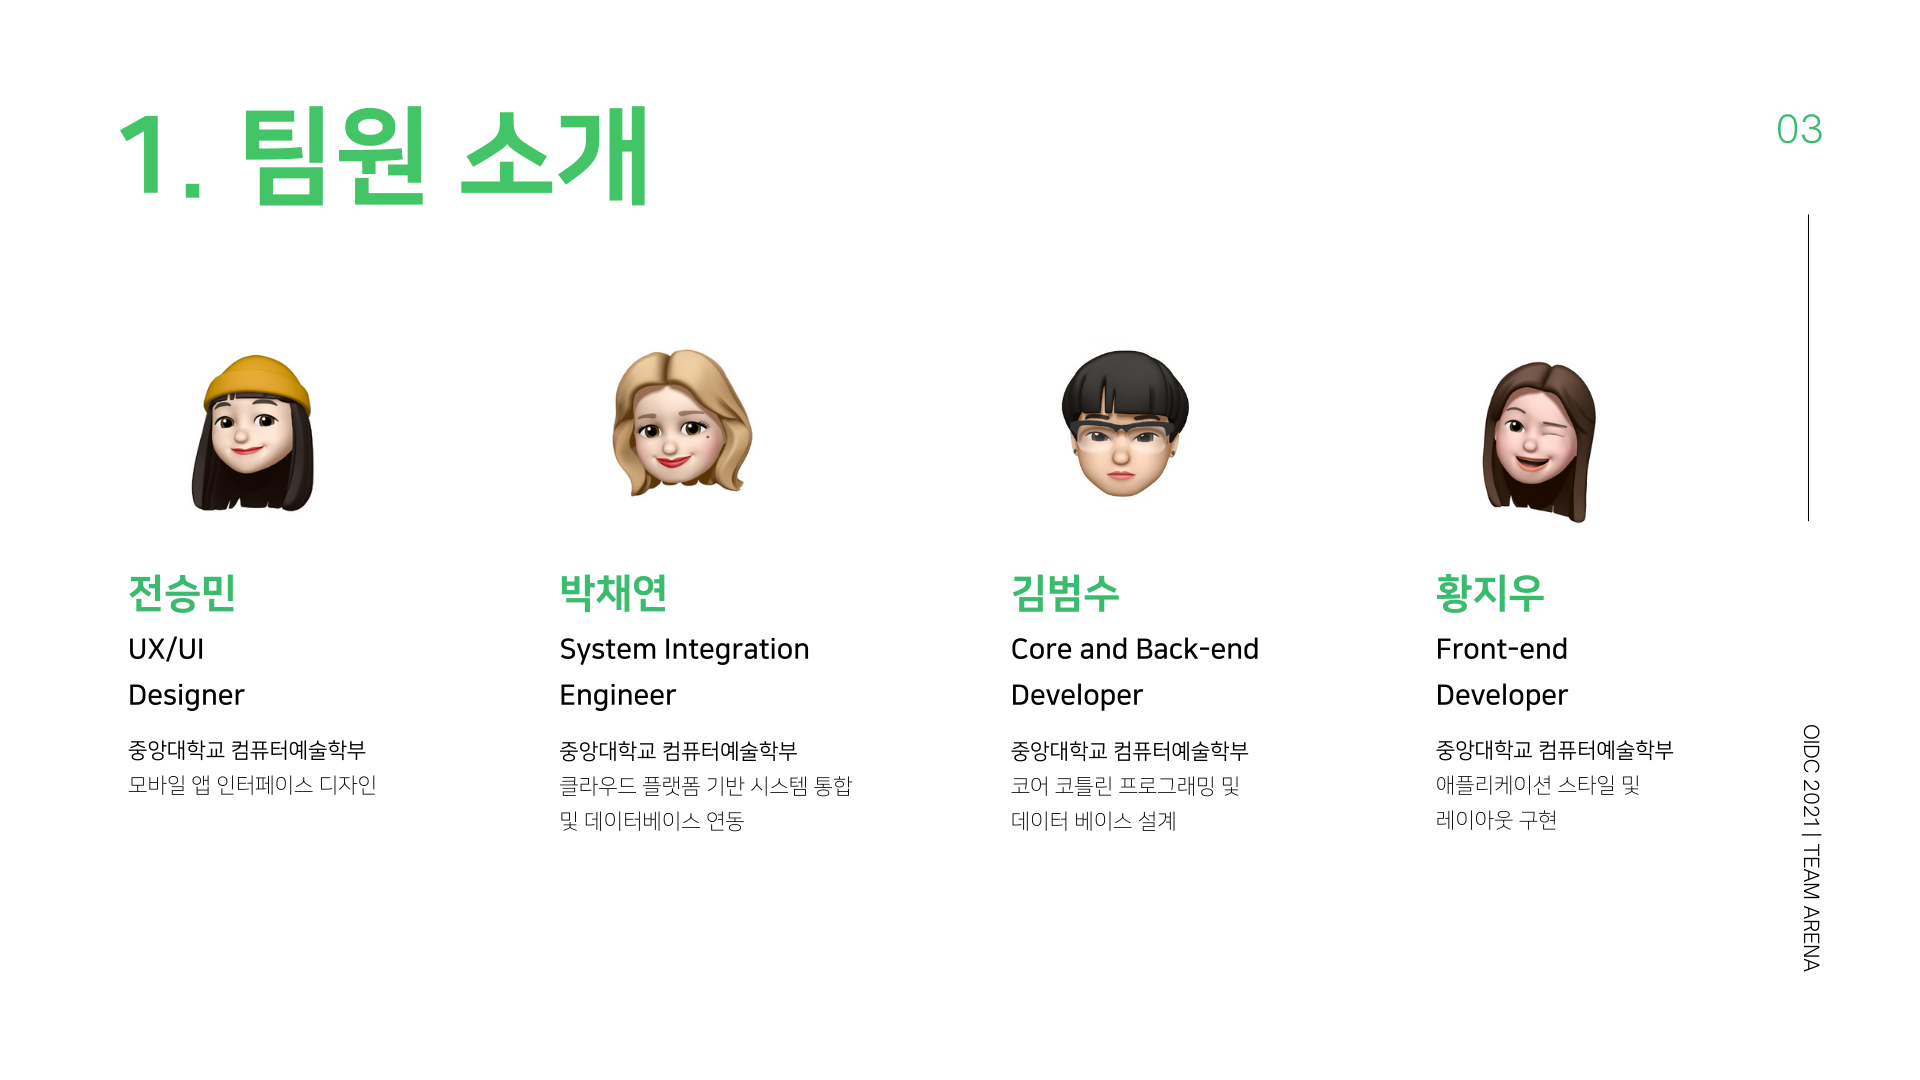 1. 팀원 소개
03
전승민
UX/UI
Designer
중앙대학교 컴퓨터예술학부
모바일 앱 인터페이스 디자인
박채연
System Integration
Engineer
중앙대학교 컴퓨터예술학부
클라우드 플랫폼 기반 시스템 통합
및 데이터베이스 연동
김범수
Core and Back-end
Developer
중앙대학교 컴퓨터예술학부
코어 코틀린 프로그래밍 및
데이터 베이스 설계
황지우
Front-end
Developer
중앙대학교 컴퓨터예술학부
애플리케이션 스타일 및
레이아웃 구현
OIDC 2021 | TEAM ARENA